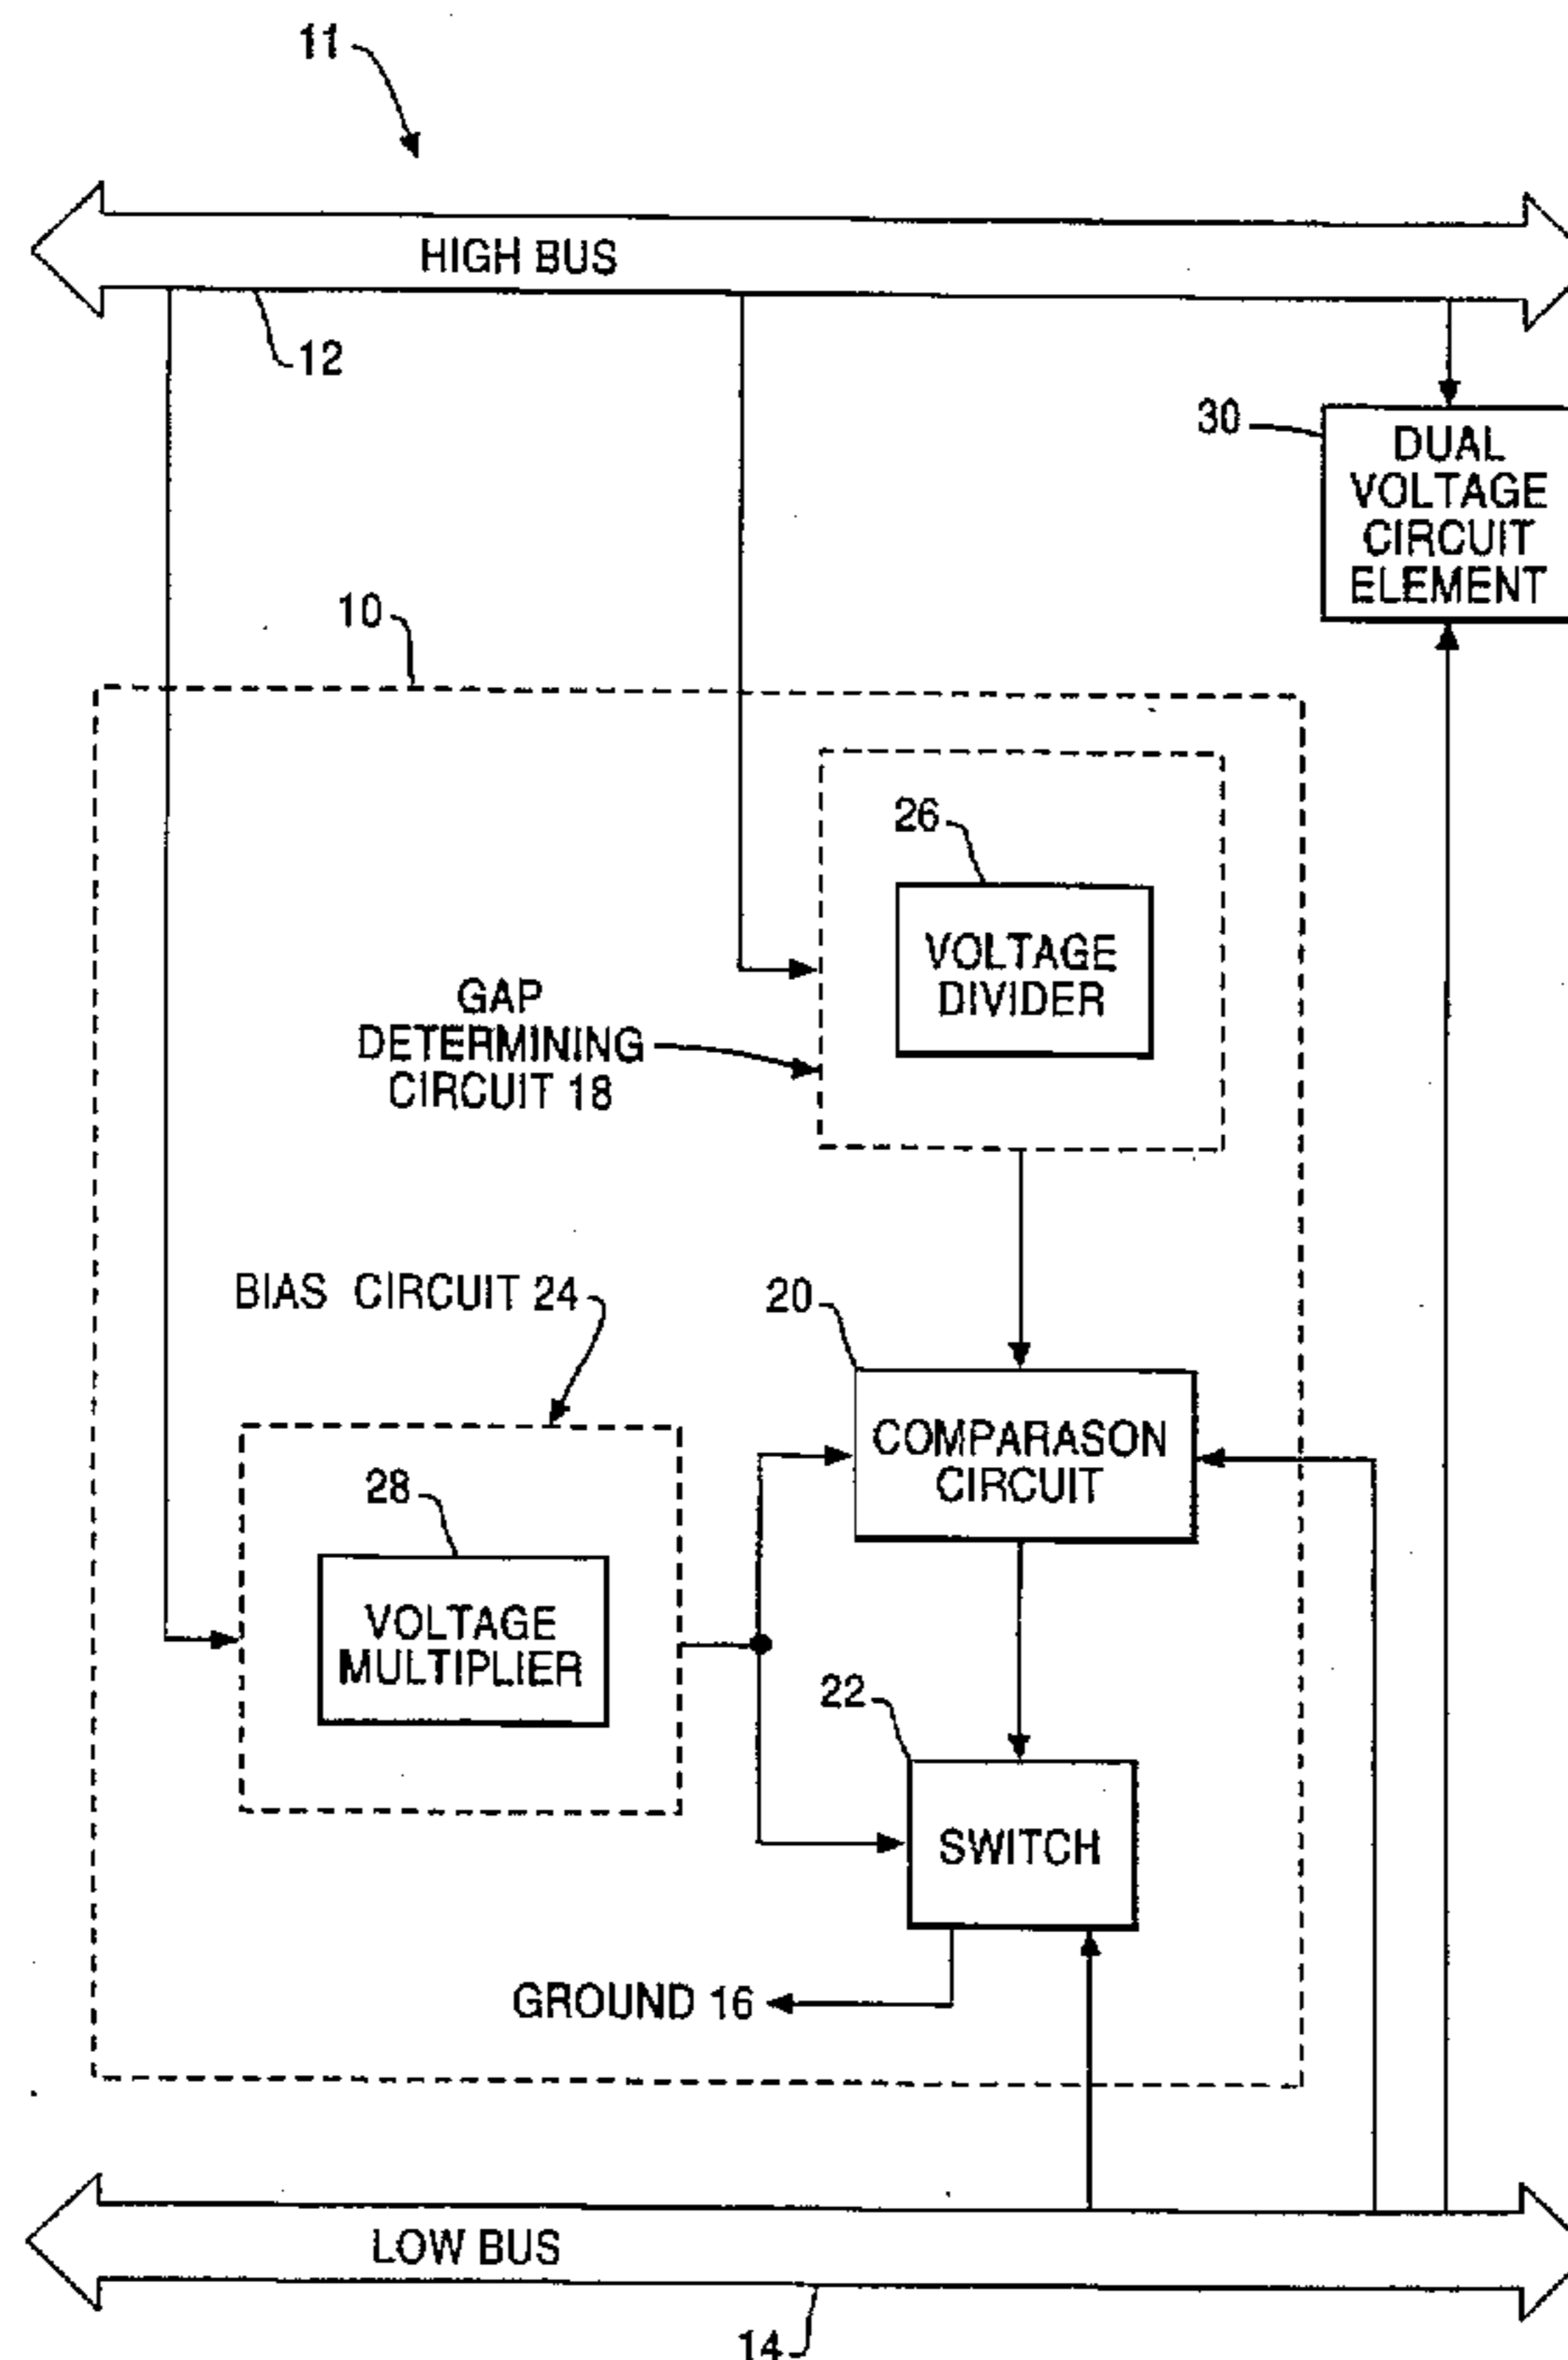 11
HIGH BUS
12
30
DUAL
VOLTAGE
CIRCUIT
ELEMENT
10
26
VOLTAGE
DIVIDER
GAP
DETERMINING
CIRCUIT 18
BIAS CIRCUIT 24
20
COMPARASON
CIRCUIT
28
VOLTAGE
MULTIPLIER
22
SWITCH
GROUND 16
LOW BUS
14